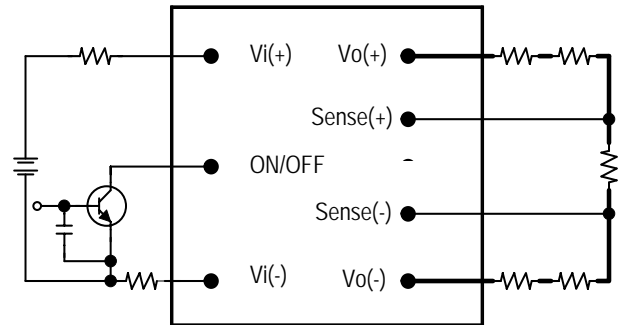 Vi(+) Vo(+)
Sense(+)
ON/OFF
Sense(-)
Vi(-) Vo(-)